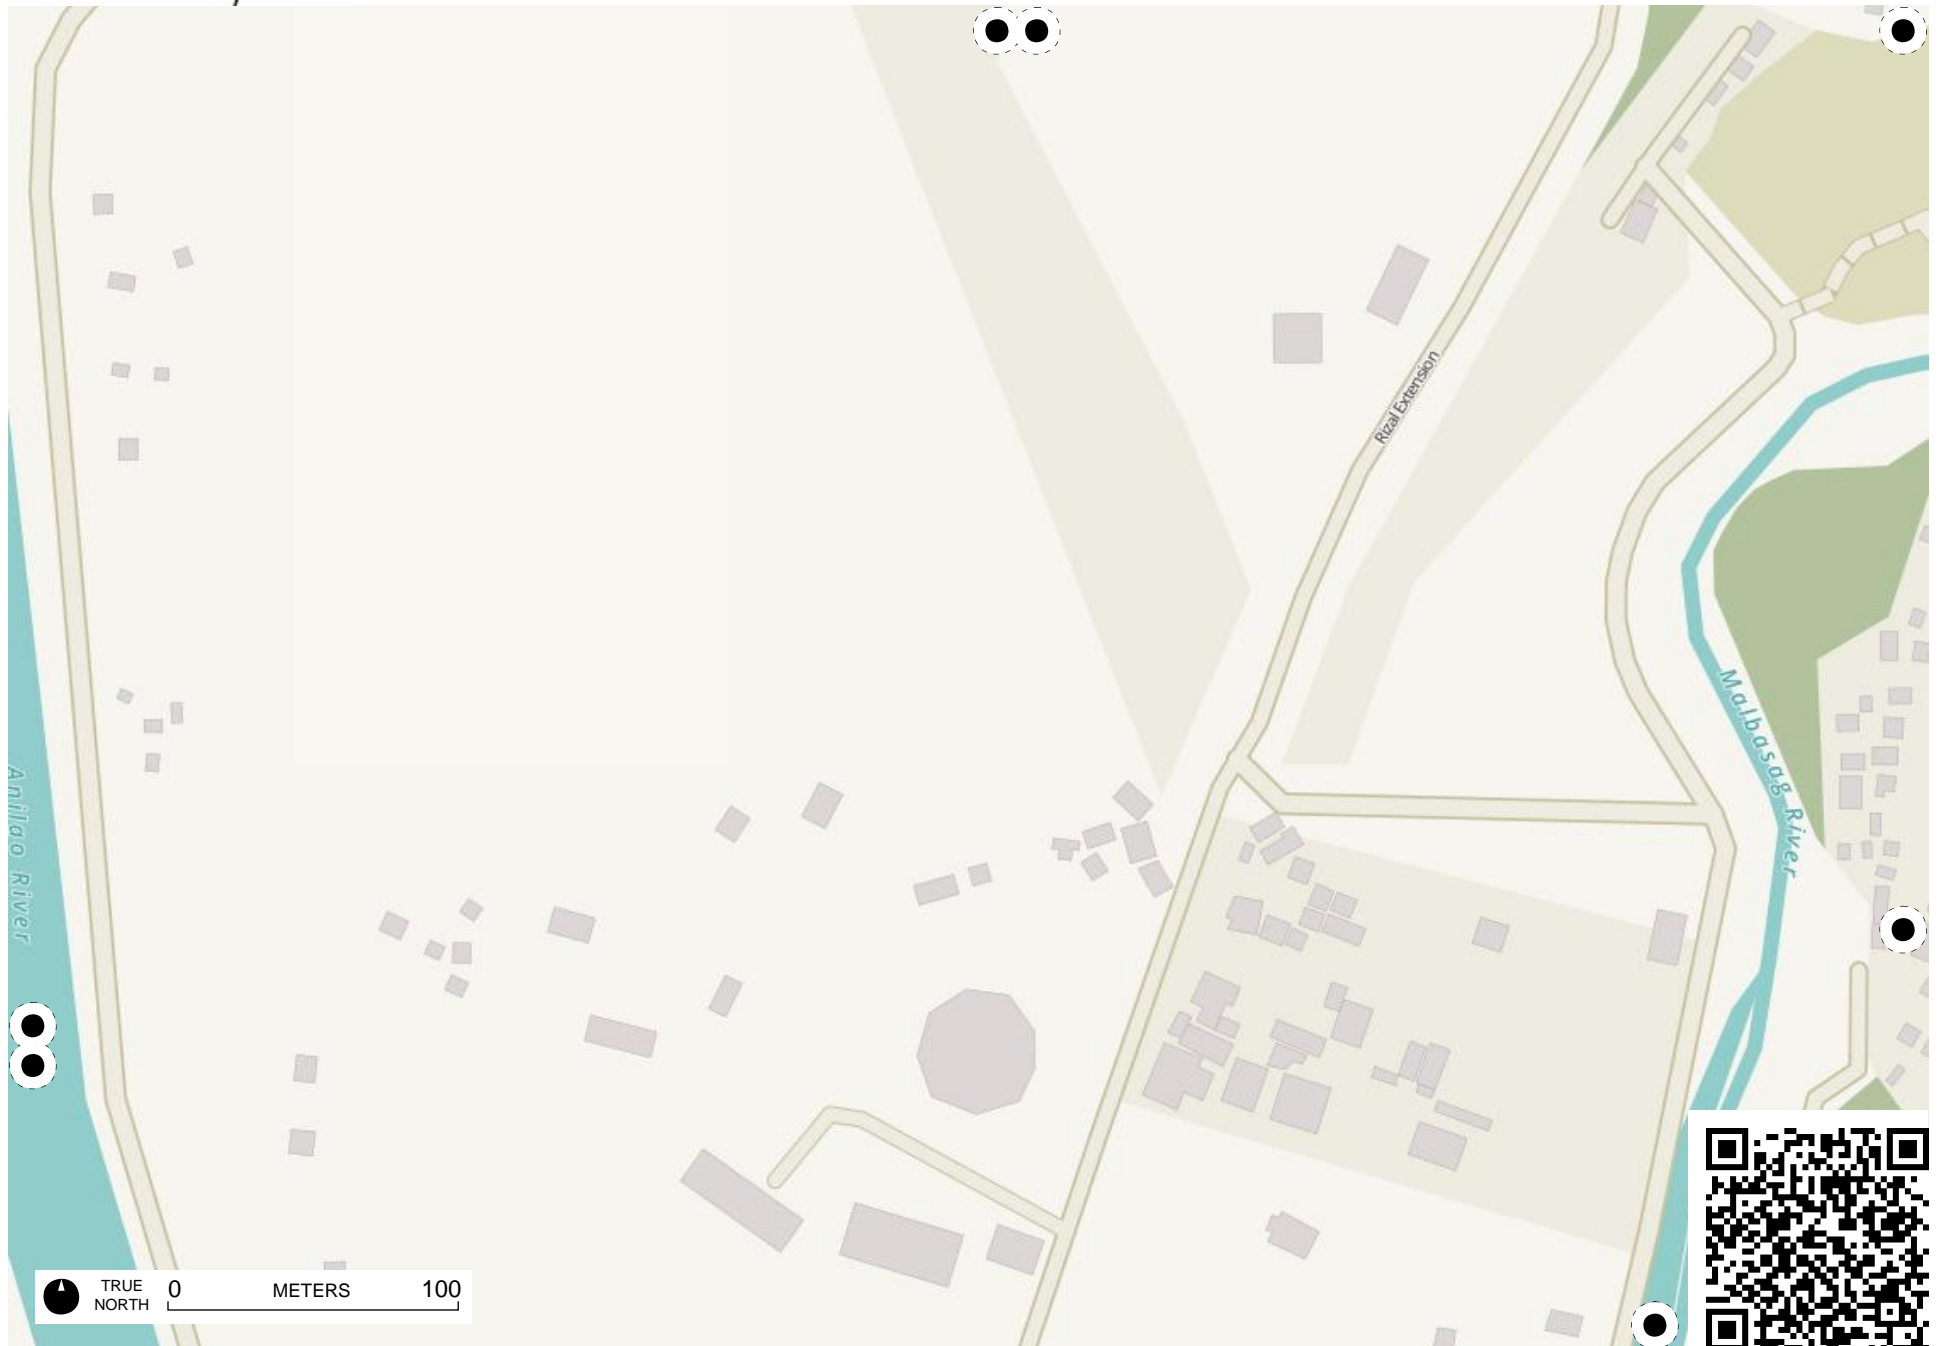 Rizal Extension
Malbasag River
Anilao River
TRUE
NORTH
0 METERS 100